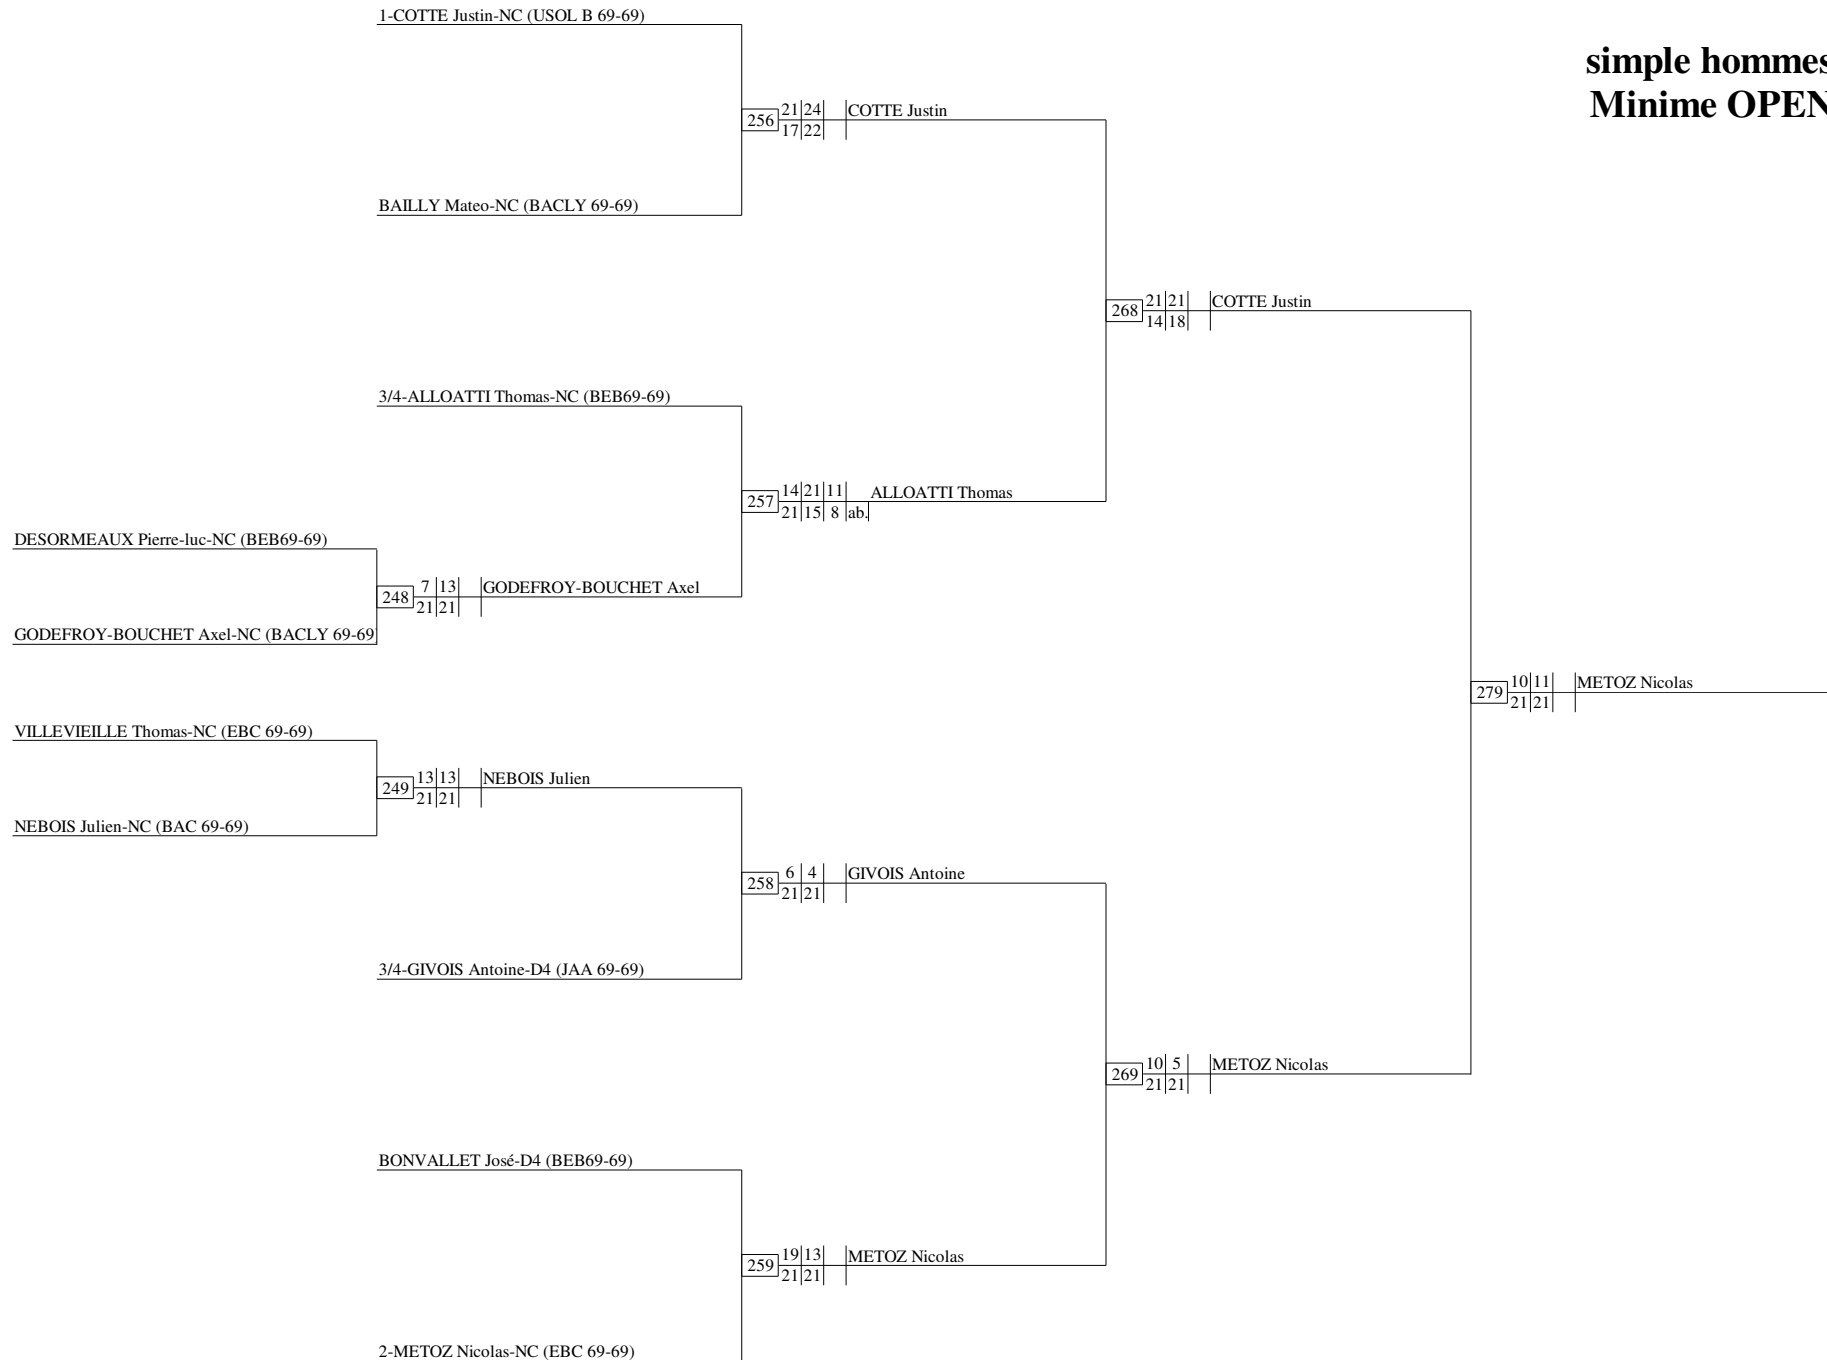 1-COTTE Justin-NC (USOL B 69-69)
simple hommes
Minime OPEN
256 21 24 COTTE Justin
17 22
BAILLY Mateo-NC (BACLY 69-69)
268 21 21 COTTE Justin
14 18
3/4-ALLOATTI Thomas-NC (BEB69-69)
257 14 21 11 ALLOATTI Thomas
21 15 8 ab.
DESORMEAUX Pierre-luc-NC (BEB69-69)
248 7 13 GODEFROY-BOUCHET Axel
21 21
GODEFROY-BOUCHET Axel-NC (BACLY 69-69
279 10 11 METOZ Nicolas
21 21
VILLEVIEILLE Thomas-NC (EBC 69-69)
249 13 13 NEBOIS Julien
21 21
NEBOIS Julien-NC (BAC 69-69)
258 6 4 GIVOIS Antoine
21 21
3/4-GIVOIS Antoine-D4 (JAA 69-69)
269 10 5 METOZ Nicolas
21 21
BONVALLET José-D4 (BEB69-69)
259 19 13 METOZ Nicolas
21 21
2-METOZ Nicolas-NC (EBC 69-69)